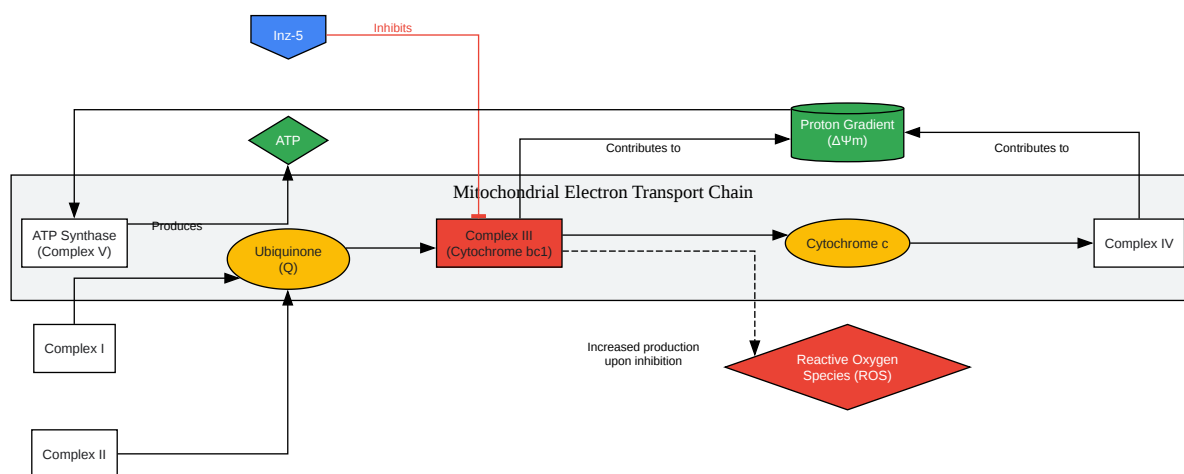 Inz-5
Inhibits
Proton Gradient
(ΔΨm)
ATP
Contributes to
Contributes to
Mitochondrial Electron Transport Chain
Produces
ATP Synthase
(Complex V)
Ubiquinone
(Q)
Complex III
(Cytochrome bc1)
Cytochrome c
Complex IV
Complex I
Increased production
upon inhibition
Reactive Oxygen
Species (ROS)
Complex II